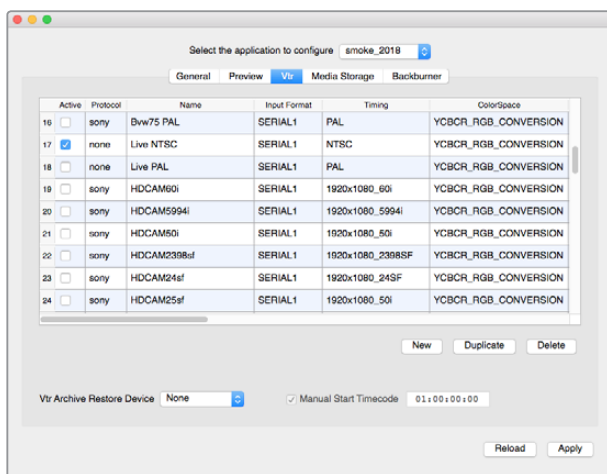 Select the application to configure smoke_2018
General Preview Vtr Media Storage Backburner
Active Protocol Name Input Format Timing ColorSpace
16 sony Bvw75 PAL SERIAL1 PAL YCBCR_RGB_CONVERSION
17 none Live NTSC SERIAL1 NTSC YCBCR_RGB_CONVERSION
18 none Live PAL SERIAL1 PAL YCBCR_RGB_CONVERSION
19 sony HDCAM60i SERIAL1 1920x1080_60i YCBCR_RGB_CONVERSION
20 sony HDCAM5994i SERIAL1 1920x1080_5994i YCBCR_RGB_CONVERSION
21 sony HDCAM50i SERIAL1 1920x1080_50i YCBCR_RGB_CONVERSION
22 sony HDCAM2398sf SERIAL1 1920x1080_2398SF YCBCR_RGB_CONVERSION
23 sony HDCAM24sf SERIAL1 1920x1080_24SF YCBCR_RGB_CONVERSION
24 sony HDCAM25sf SERIAL1 1920x1080_50i YCBCR_RGB_CONVERSION
New Duplicate Delete
Vtr Archive Restore Device None Manual Start Timecode 01:00:00:00
Reload Apply